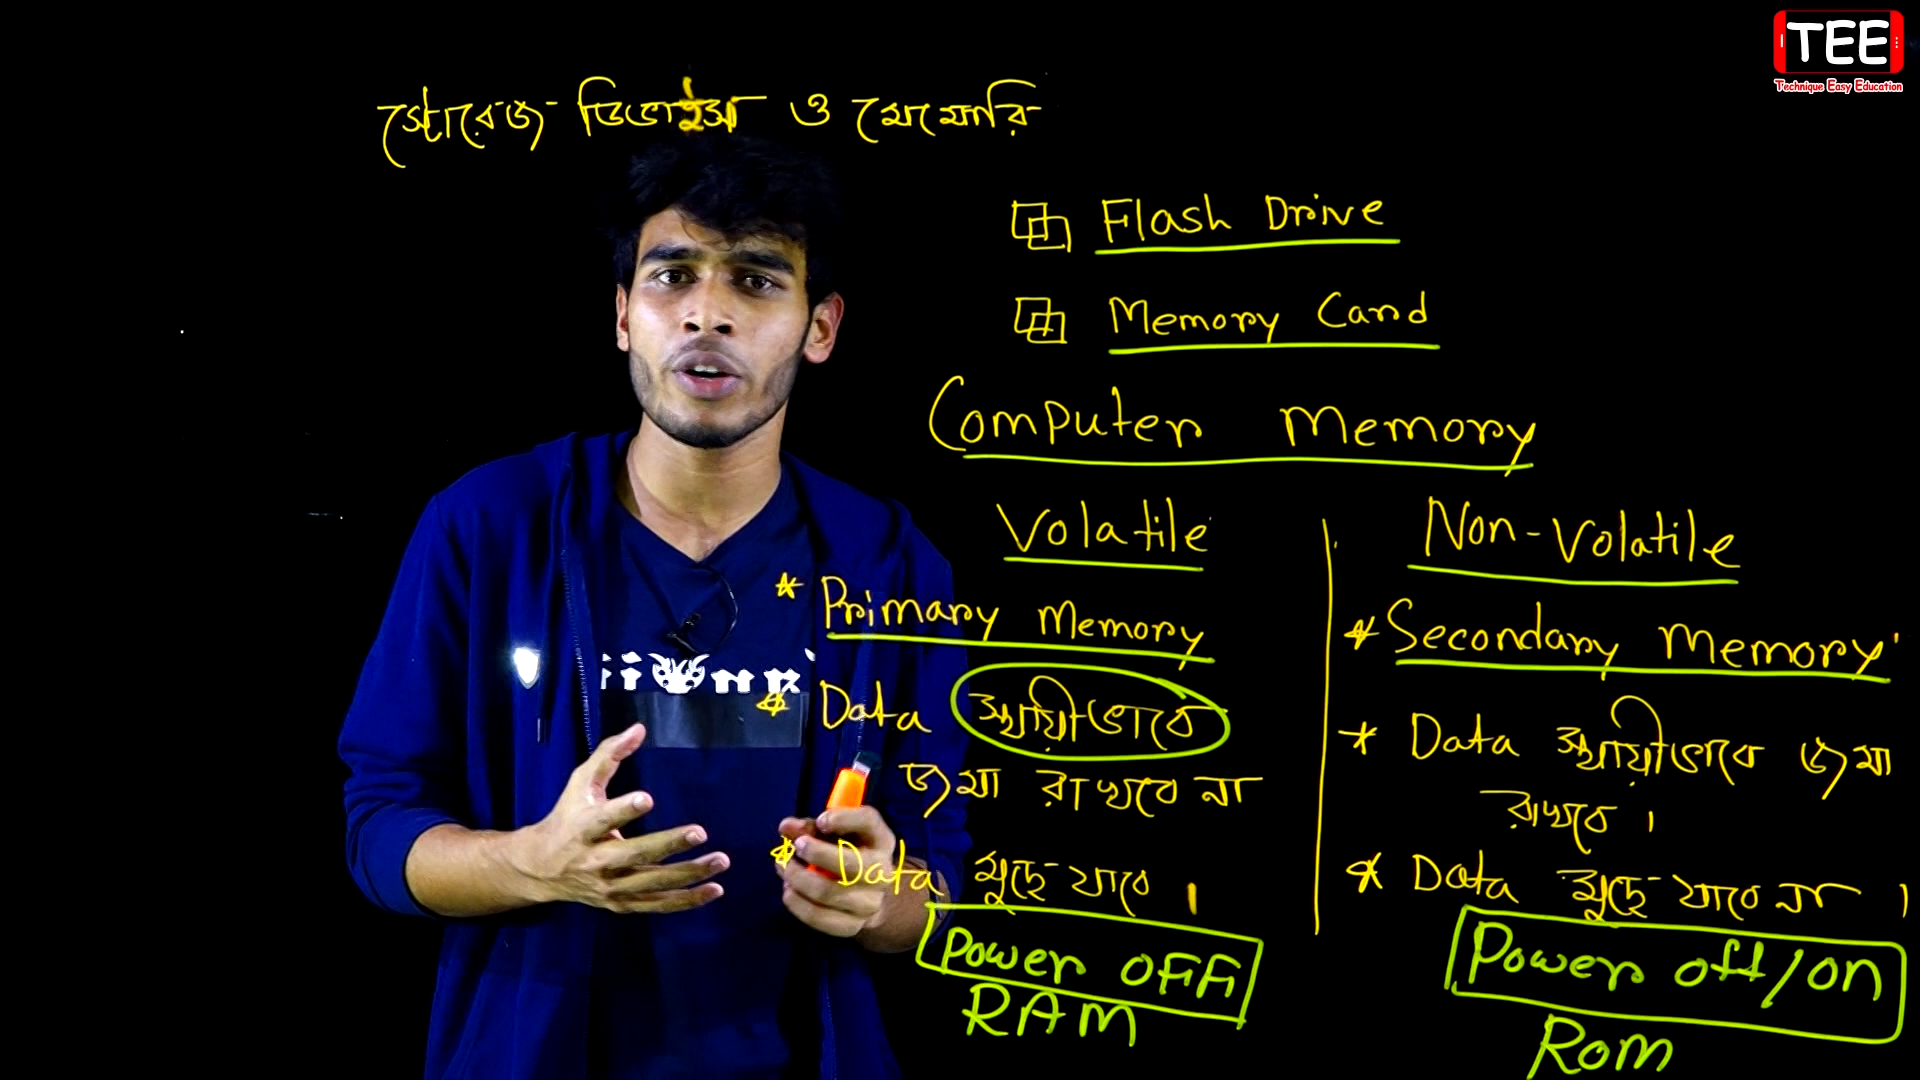 TEE
Technique Easy Education
স্টোরেজ ডিভাইস ও মেমোরি
Flash Drive
Memory Card
Computer Memory
Volatile
* Primary Memory
* Data স্থায়ীভাবে
জমা রাখবে না
* Data মুছে যাবে ।
Power OFF
RAM
Non-Volatile
* Secondary Memory
* Data স্থায়ীভাবে জমা
রাখবে ।
* Data মুছে যাবে না ।
Power off/on
Rom